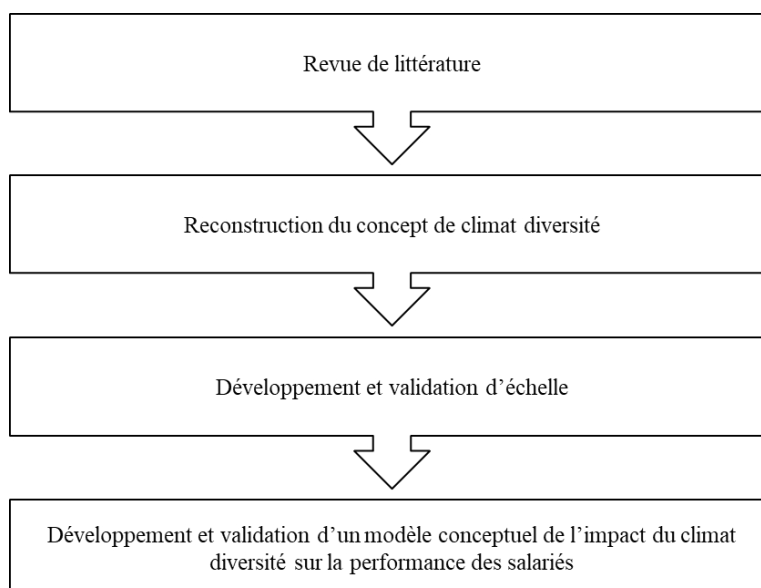 Revue de littérature
Reconstruction du concept de climat diversité
Développement et validation d’échelle
Développement et validation d’un modèle conceptuel de l’impact du climat
diversité sur la performance des salariés